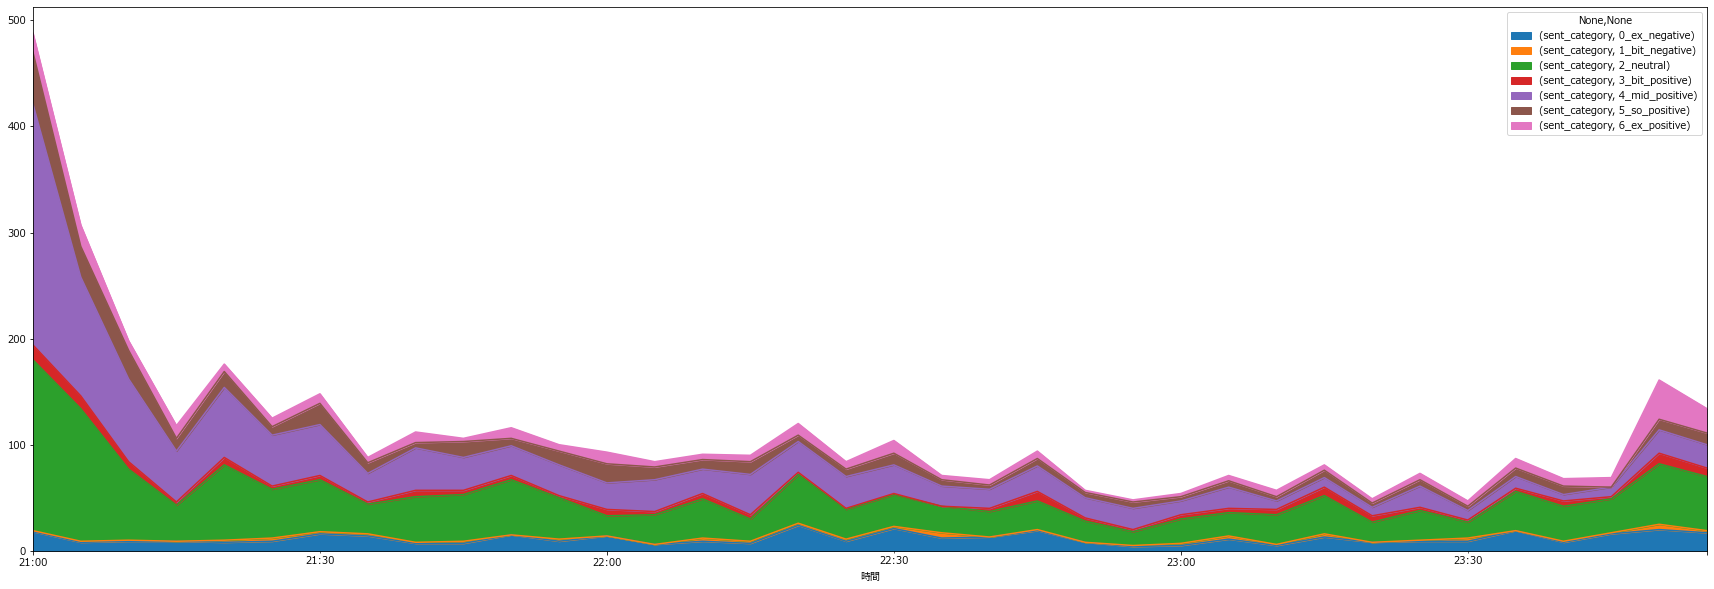 500
400
300
200
100
0
None,None
(sent_category, 0_ex_negative)
(sent_category, 1_bit_negative)
(sent_category, 2_neutral)
(sent_category, 3_bit_positive)
(sent_category, 4_mid_positive)
(sent_category, 5_so_positive)
(sent_category, 6_ex_positive)
21:00 21:30 22:00 22:30 23:00 23:30
時間